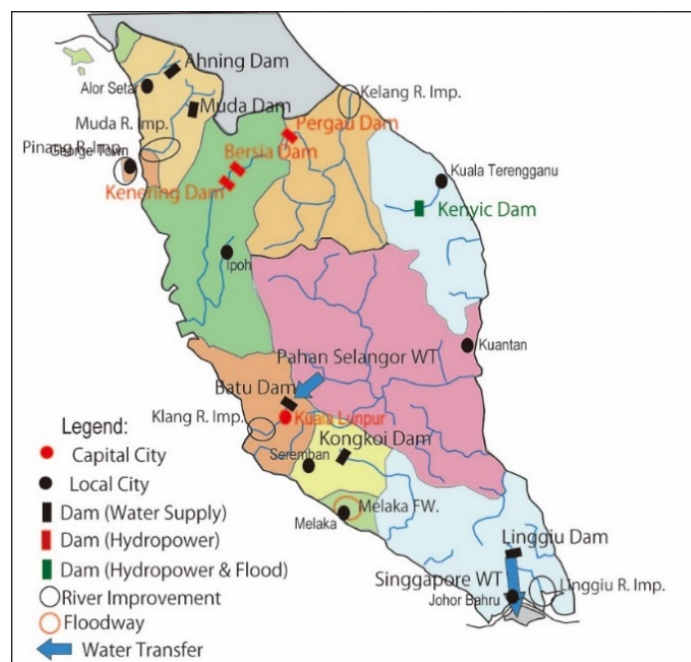 Ahning Dam
Alor Setar
Kelang R. Imp.
Muda Dam
Muda R. Imp.
Pergau Dam
Pinang R. Imp.
George Town
Bersia Dam
Kuala Terengganu
Kenering Dam
Kenyic Dam
Ipoh
Kuantan
Pahan Selangor WT
Batu Dam
Klang R. Imp.
Kuala Lunpur
Kongkoi Dam
Seremban
Melaka FW.
Melaka
Linggiu Dam
Singgapore WT
Linggiu R. Imp.
Johor Bahru
Legend:
Capital City
Local City
Dam (Water Supply)
Dam (Hydropower)
Dam (Hydropower & Flood)
River Improvement
Floodway
Water Transfer